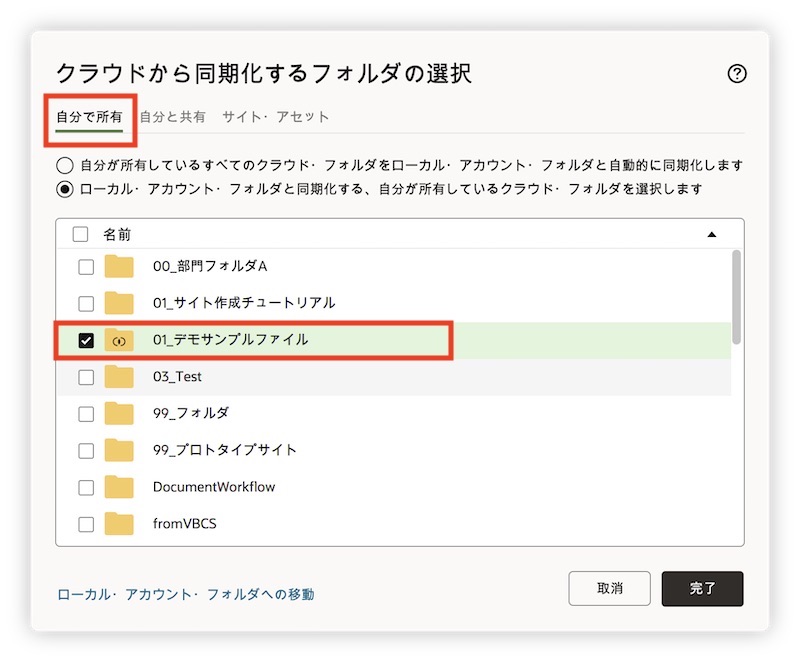 クラウドから同期化するフォルダの選択
自分で所有 自分と共有 サイト・アセット
自分が所有しているすべてのクラウド・フォルダをローカル・アカウント・フォルダと自動的に同期化します
ローカル・アカウント・フォルダと同期化する、自分が所有しているクラウド・フォルダを選択します
名前
00_部門フォルダA
01_サイト作成チュートリアル
01_デモサンプルファイル
03_Test
99_フォルダ
99_プロトタイプサイト
DocumentWorkflow
fromVBCS
ローカル・アカウント・フォルダへの移動 取消 完了